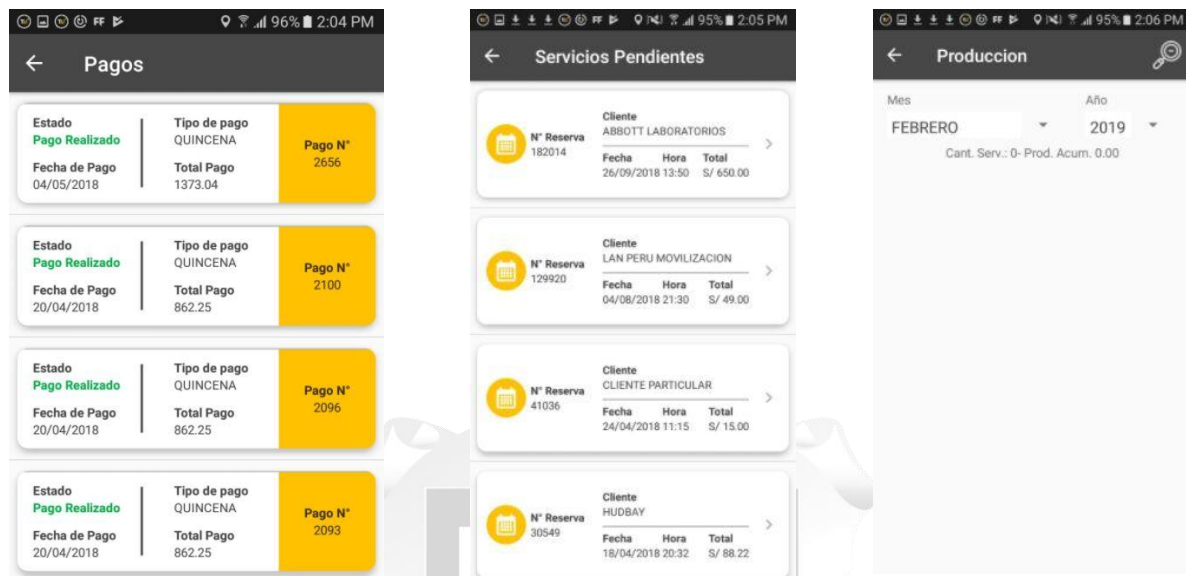 FF 96% 2:04 PM
Pagos
Estado Tipo de pago
Pago Realizado QUINCENA
Pago N°
2656
Fecha de Pago Total Pago
04/05/2018 1373.04
Estado Tipo de pago
Pago Realizado QUINCENA
Pago N°
2100
Fecha de Pago Total Pago
20/04/2018 862.25
Estado Tipo de pago
Pago Realizado QUINCENA
Pago N°
2096
Fecha de Pago Total Pago
20/04/2018 862.25
Estado Tipo de pago
Pago Realizado QUINCENA
Pago N°
2093
Fecha de Pago Total Pago
20/04/2018 862.25
FF 95% 2:05 PM
Servicios Pendientes
Cliente
ABBOTT LABORATORIOS
N° Reserva
182014
Fecha Hora Total
26/09/2018 13:50 S/ 650.00
Cliente
LAN PERU MOVILIZACION
N° Reserva
129920
Fecha Hora Total
04/08/2018 21:30 S/ 49.00
Cliente
CLIENTE PARTICULAR
N° Reserva
41036
Fecha Hora Total
24/04/2018 11:15 S/ 15.00
Cliente
HUDBAY
N° Reserva
30549
Fecha Hora Total
18/04/2018 20:32 S/ 88.22
FF 95% 2:06 PM
Produccion
Mes Año
FEBRERO 2019
Cant. Serv.: 0- Prod. Acum. 0.00